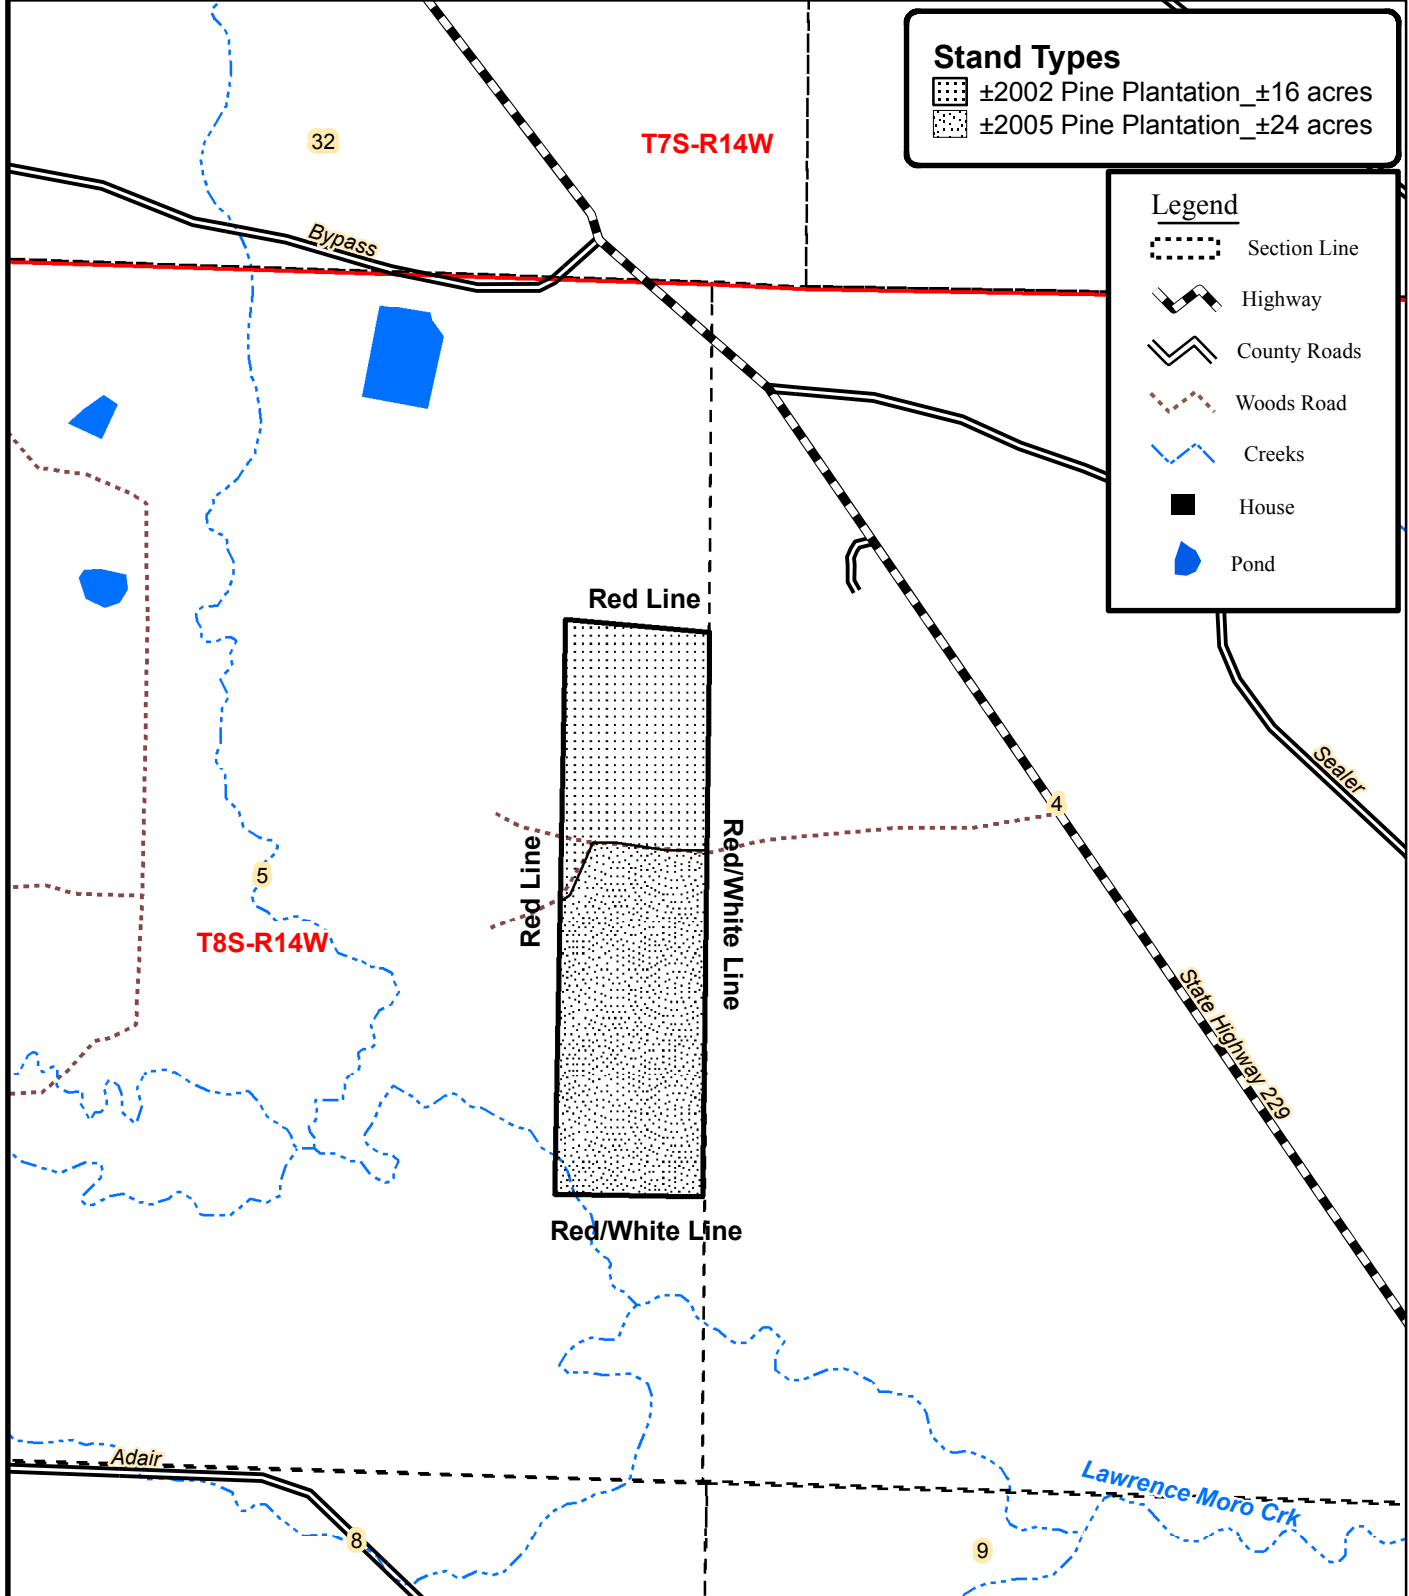 Stand Types
±2002 Pine Plantation_±16 acres
±2005 Pine Plantation_±24 acres
32
T7S-R14W
Legend
Section Line
Highway
County Roads
Woods Road
Creeks
House
Pond
Bypass
Red Line
Sealer
4
Red Line
Red/White Line
5
T8S-R14W
State Highway 229
Red/White Line
Adair
Lawrence Moro Crk
8
9